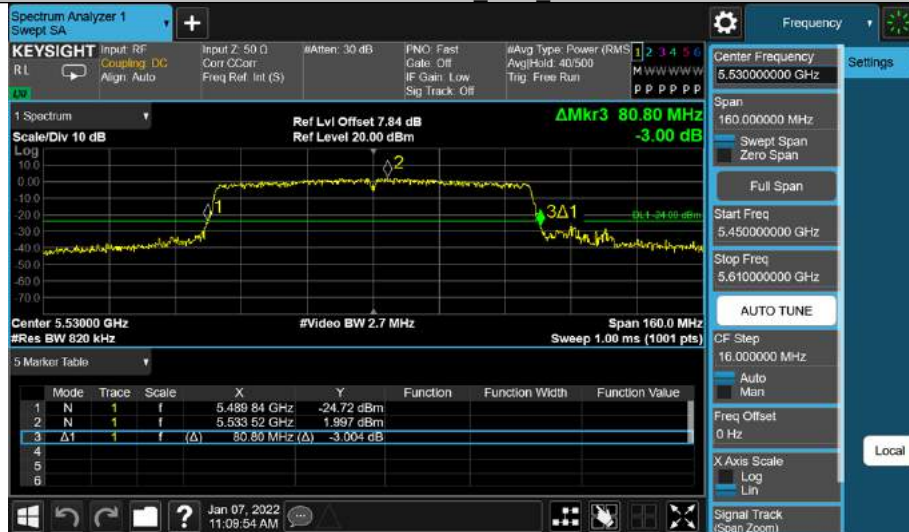 Spectrum Analyzer 1
Swept SA
Frequency
KEYSIGHT
RL
LXI
Input: RF
Coupling: DC
Align: Auto
Input Z: 50 Ω
Corr CCorr
Freq Ref: Int (S)
#Atten: 30 dB
PNO: Fast
Gate: Off
IF Gain: Low
Sig Track: Off
#Avg Type: Power (RMS
Avg|Hold: 40/500
Trig: Free Run
1 2 3 4 5 6
M W W W W W
P P P P P P
1 Spectrum
Scale/Div 10 dB
Log
Ref Lvl Offset 7.84 dB
Ref Level 20.00 dBm
ΔMkr3 80.80 MHz
-3.00 dB
10.0
0.00
-10.0
-20.0
-30.0
-40.0
-50.0
-60.0
-70.0
1
2
3Δ1
Center 5.53000 GHz
#Video BW 2.7 MHz
Span 160.0 MHz
#Res BW 820 kHz
Sweep 1.00 ms (1001 pts)
5 Marker Table
Mode Trace Scale X Y Function Function Width Function Value
1 N 1 f 5.489 84 GHz -24.72 dBm
2 N 1 f 5.533 52 GHz 1.997 dBm
3 Δ1 1 f (Δ) 80.80 MHz (Δ) -3.004 dB
4
5
6
Jan 07, 2022
11:09:54 AM
?
Center Frequency
5.530000000 GHz
Span
160.000000 MHz
Swept Span
Zero Span
Full Span
Start Freq
5.450000000 GHz
Stop Freq
5.610000000 GHz
AUTO TUNE
CF Step
16.000000 MHz
Auto
Man
Freq Offset
0 Hz
X Axis Scale
Log
Lin
Signal Track
(Span Zoom)
Settings
Local